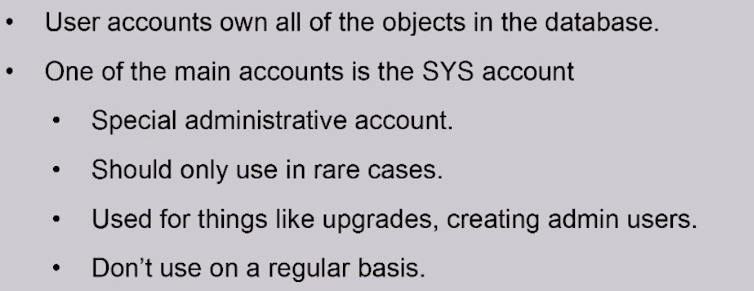 • User accounts own all of the objects in the database.
• One of the main accounts is the SYS account
• Special administrative account.
• Should only use in rare cases.
• Used for things like upgrades, creating admin users.
• Don't use on a regular basis.